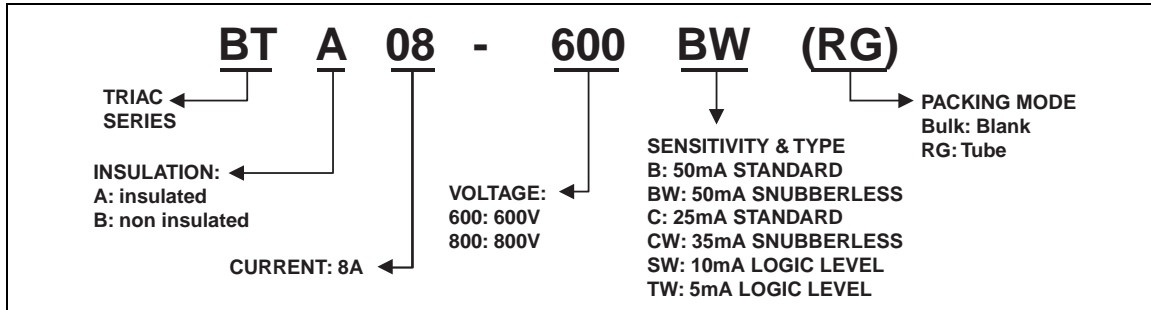 BT A 08 - 600 BW (RG)
TRIAC
SERIES
INSULATION:
A: insulated
B: non insulated
CURRENT: 8A
VOLTAGE:
600: 600V
800: 800V
SENSITIVITY & TYPE
B: 50mA STANDARD
BW: 50mA SNUBBERLESS
C: 25mA STANDARD
CW: 35mA SNUBBERLESS
SW: 10mA LOGIC LEVEL
TW: 5mA LOGIC LEVEL
PACKING MODE
Bulk: Blank
RG: Tube